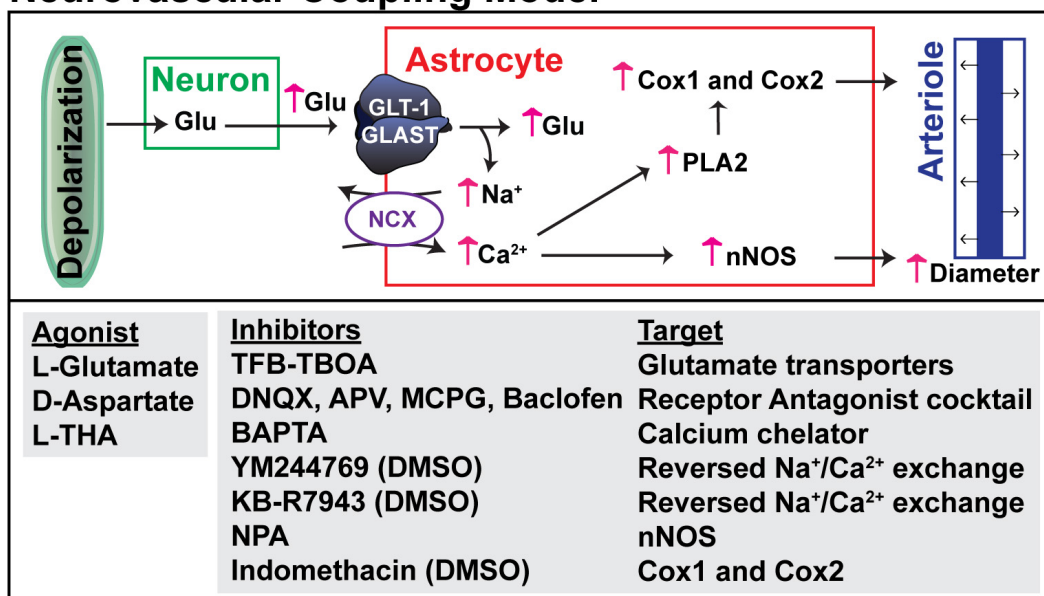 Depolarization
Neuron
Glu
↑Glu
Astrocyte
GLT-1
GLAST
↑Glu
↑Na⁺
NCX
↑Ca²⁺
↑Cox1 and Cox2
↑PLA2
↑nNOS
Arteriole
↑Diameter
Agonist
L-Glutamate
D-Aspartate
L-THA
Inhibitors
TFB-TBOA
DNQX, APV, MCPG, Baclofen
BAPTA
YM244769 (DMSO)
KB-R7943 (DMSO)
NPA
Indomethacin (DMSO)
Target
Glutamate transporters
Receptor Antagonist cocktail
Calcium chelator
Reversed Na⁺/Ca²⁺ exchange
Reversed Na⁺/Ca²⁺ exchange
nNOS
Cox1 and Cox2